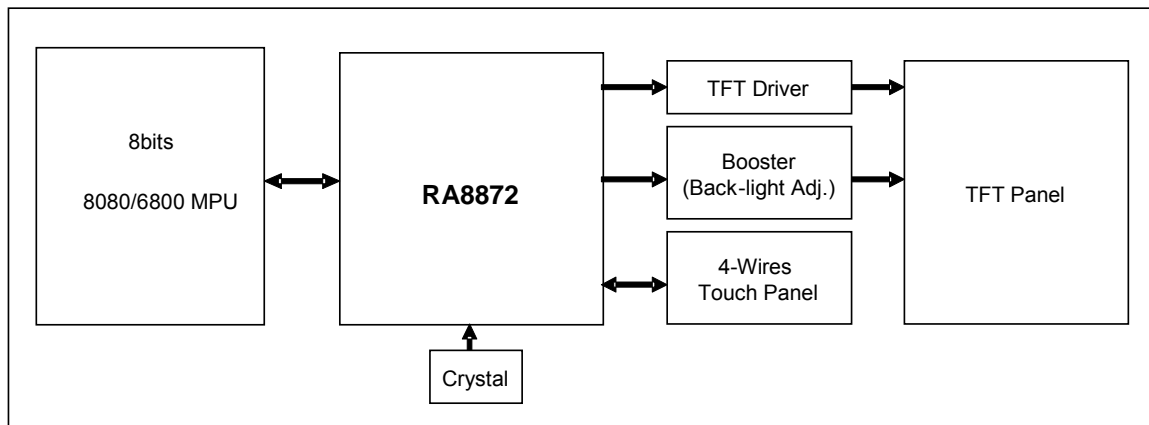 8bits
8080/6800 MPU
RA8872
TFT Driver
Booster
(Back-light Adj.)
4-Wires
Touch Panel
TFT Panel
Crystal